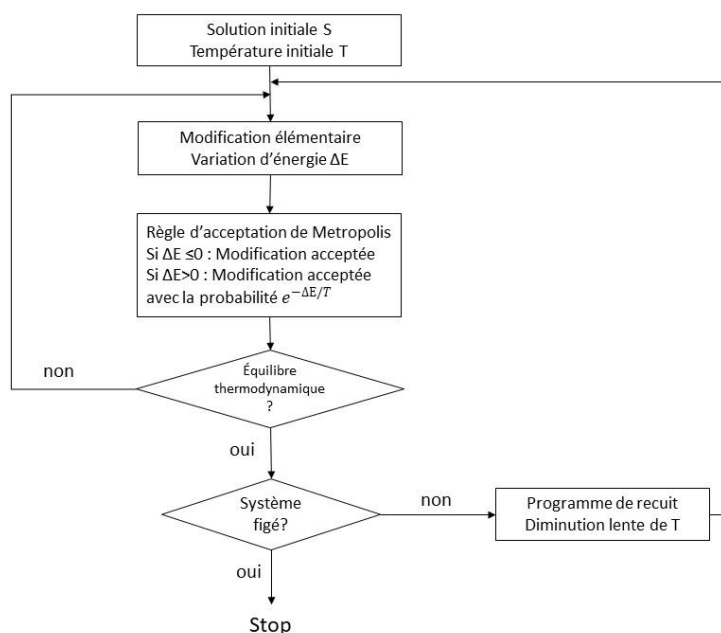 Solution initiale S
Température initiale T
Modification élémentaire
Variation d'énergie ΔE
Règle d'acceptation de Metropolis
Si ΔE ≤0 : Modification acceptée
Si ΔE>0 : Modification acceptée
avec la probabilité e^{−ΔE/T}
Équilibre
thermodynamique
?
non
oui
Système
figé?
non
Programme de recuit
Diminution lente de T
oui
Stop